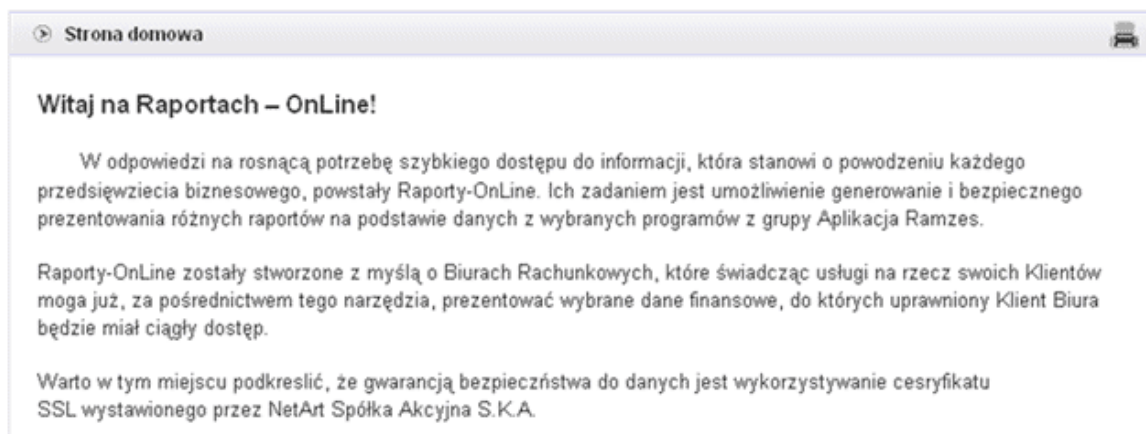 Strona domowa
Witaj na Raportach – OnLine!
W odpowiedzi na rosnącą potrzebę szybkiego dostępu do informacji, która stanowi o powodzeniu każdego
przedsięwziecia biznesowego, powstały Raporty-OnLine. Ich zadaniem jest umożliwienie generowanie i bezpiecznego
prezentowania różnych raportów na podstawie danych z wybranych programów z grupy Aplikacja Ramzes.
Raporty-OnLine zostały stworzone z myślą o Biurach Rachunkowych, które świadcząc usługi na rzecz swoich Klientów
moga już, za pośrednictwem tego narzędzia, prezentować wybrane dane finansowe, do których uprawniony Klient Biura
będzie miał ciągły dostęp.
Warto w tym miejscu podkreslić, że gwarancją bezpieczństwa do danych jest wykorzystywanie cesryfikatu
SSL wystawionego przez NetArt Spółka Akcyjna S.K.A.